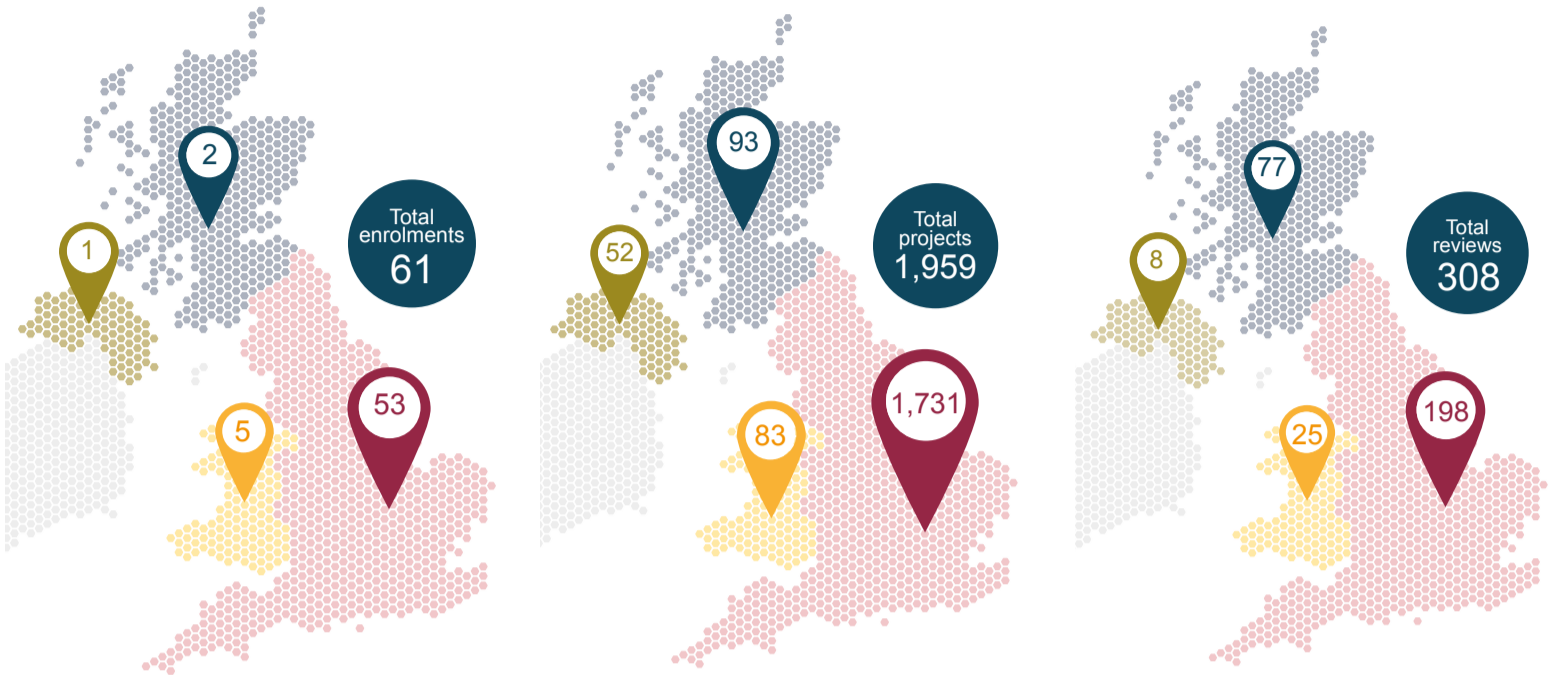 2
Total
enrolments
61
1
53
5
93
Total
projects
1,959
52
1,731
83
77
Total
reviews
308
8
198
25